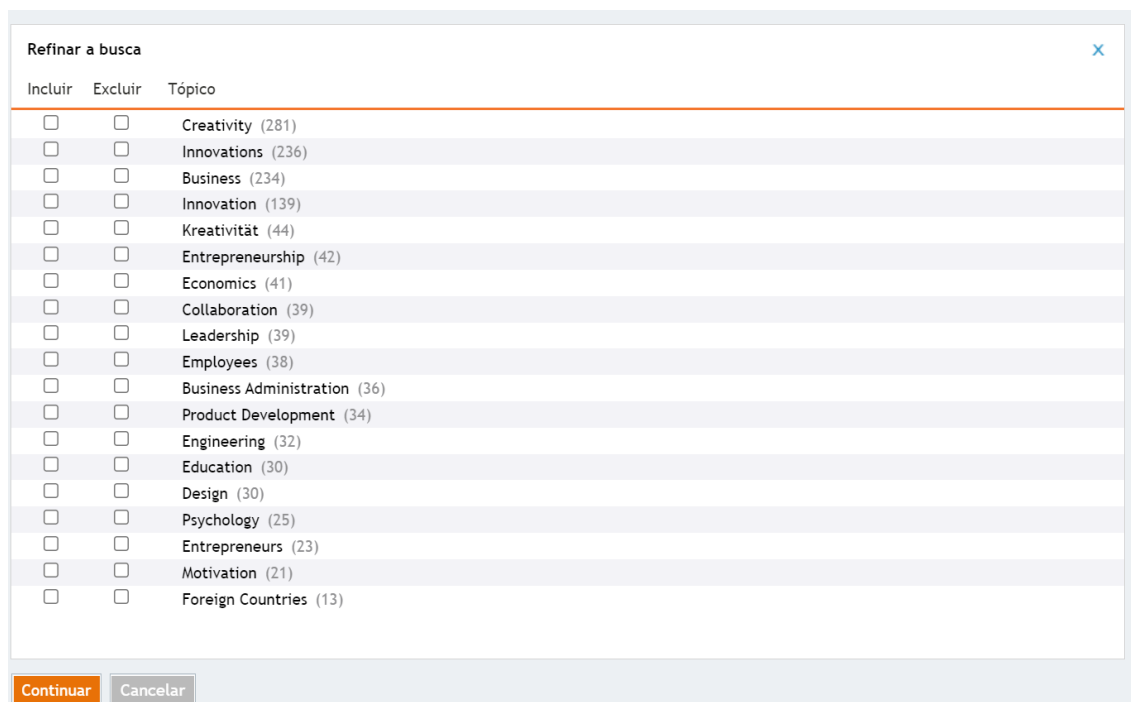 Refinar a busca X
Incluir Excluir Tópico
Creativity (281)
Innovations (236)
Business (234)
Innovation (139)
Kreativität (44)
Entrepreneurship (42)
Economics (41)
Collaboration (39)
Leadership (39)
Employees (38)
Business Administration (36)
Product Development (34)
Engineering (32)
Education (30)
Design (30)
Psychology (25)
Entrepreneurs (23)
Motivation (21)
Foreign Countries (13)
Continuar Cancelar